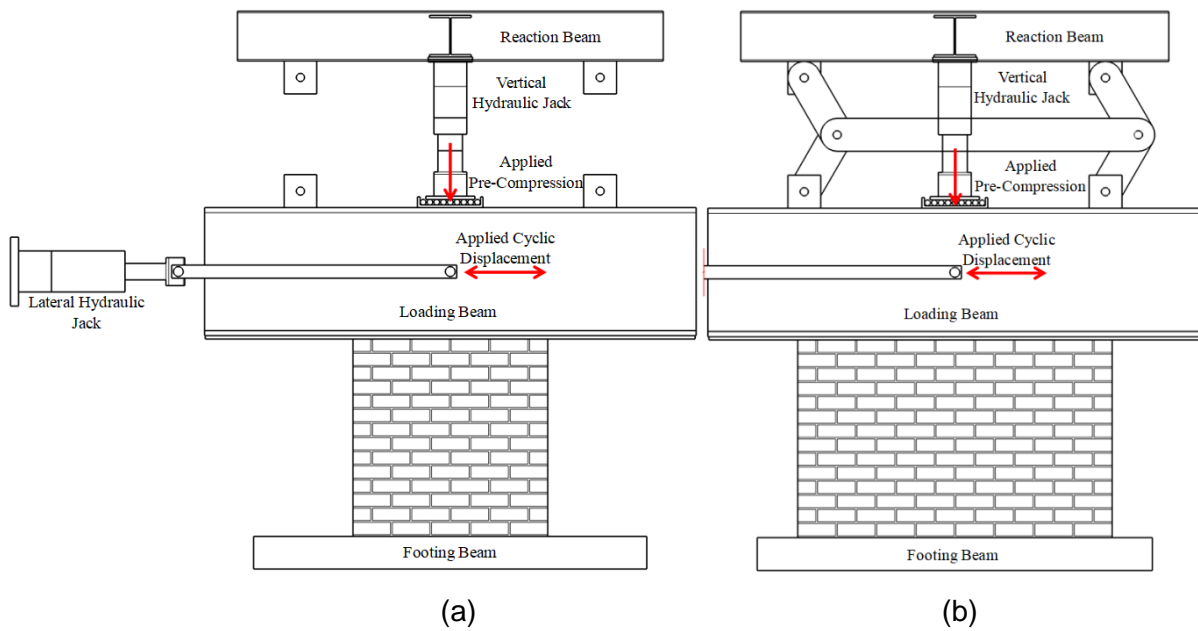 Reaction Beam
Vertical
Hydraulic Jack
Applied
Pre-Compression
Applied Cyclic
Displacement
Lateral Hydraulic
Jack
Loading Beam
Footing Beam
(a)
Reaction Beam
Vertical
Hydraulic Jack
Applied
Pre-Compression
Applied Cyclic
Displacement
Loading Beam
Footing Beam
(b)